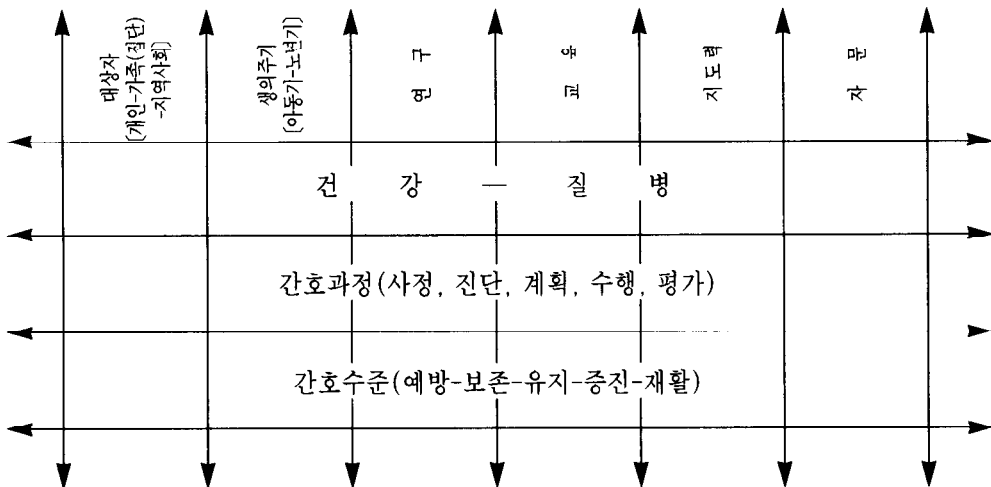 대상자
(개인-가족(집단)
-지역사회)
생의주기
(아동기-노년기)
연구
교육
지도력
자문
건 강 — 질 병
간호과정(사정, 진단, 계획, 수행, 평가)
간호수준(예방-보존-유지-증진-재활)